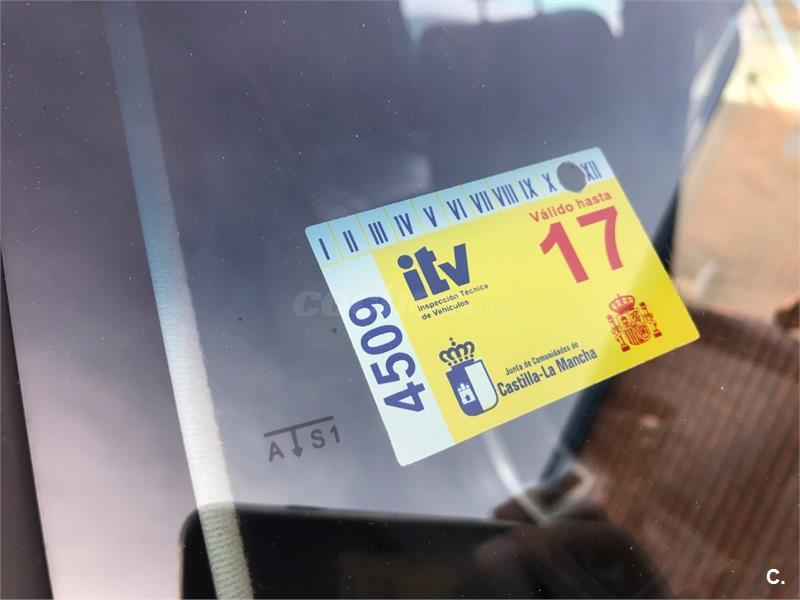 I II III IV V VI VII VIII IX X XII
Válido hasta
17
itv
Inspección Técnica
de Vehículos
4509
Junta de Comunidades de
Castilla-La Mancha
A S1
C.